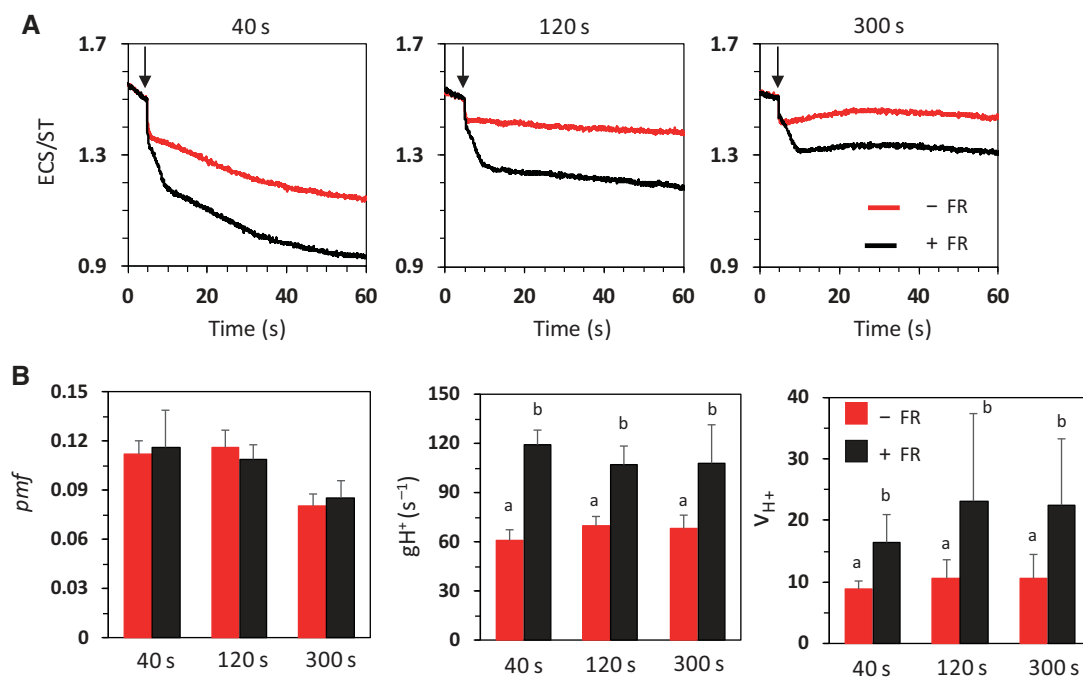 A
40 s
120 s
300 s
ECS/ST
1.7
1.3
0.9
0
20
40
60
Time (s)
1.7
1.3
0.9
0
20
40
60
Time (s)
1.7
1.3
0.9
0
20
40
60
Time (s)
− FR
+ FR
B
pmf
0.15
0.12
0.09
0.06
0.03
0
40 s
120 s
300 s
gH⁺ (s⁻¹)
150
120
90
60
30
0
a
b
a
b
a
b
40 s
120 s
300 s
vH+
40
30
20
10
0
− FR
+ FR
a
b
a
b
a
b
40 s
120 s
300 s